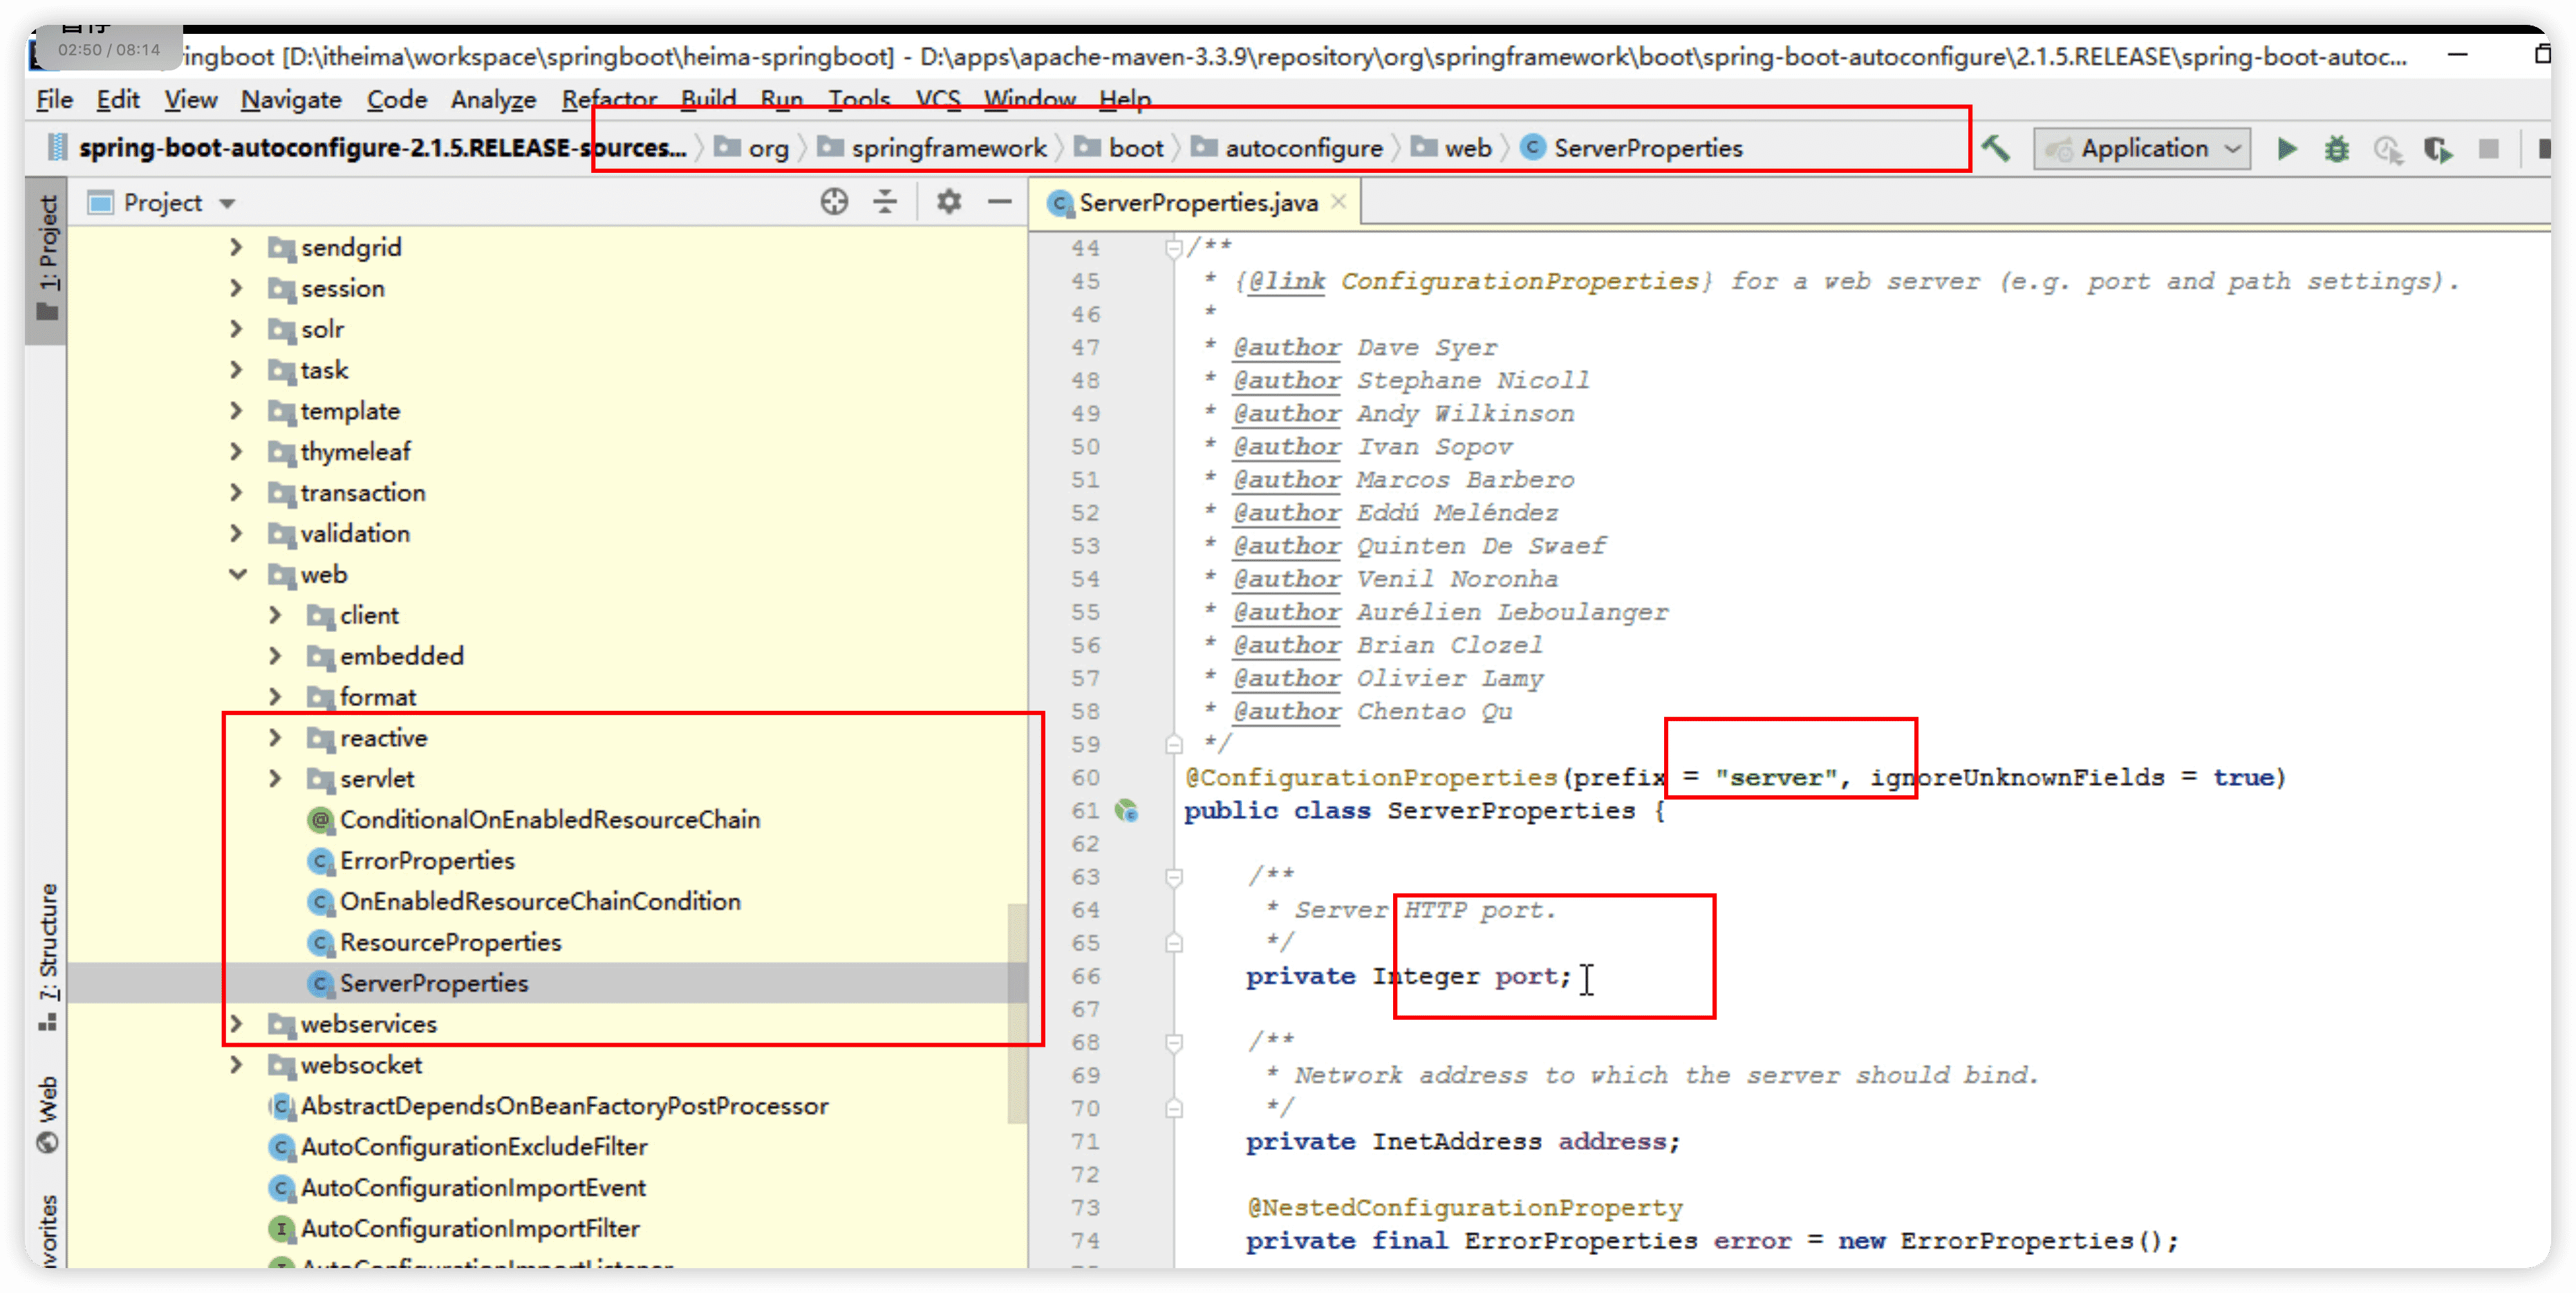 02:50 / 08:14
ingboot [D:\itheima\workspace\springboot\heima-springboot] - D:\apps\apache-maven-3.3.9\repository\org\springframework\boot\spring-boot-autoconfigure\2.1.5.RELEASE\spring-boot-autoc...
File Edit View Navigate Code Analyze Refactor Build Run Tools VCS Window Help
spring-boot-autoconfigure-2.1.5.RELEASE-sources... org springframework boot autoconfigure web ServerProperties Application
1: Project
Project
ServerProperties.java
sendgrid
session
solr
task
template
thymeleaf
transaction
validation
web
client
embedded
format
reactive
servlet
ConditionalOnEnabledResourceChain
ErrorProperties
OnEnabledResourceChainCondition
ResourceProperties
ServerProperties
webservices
websocket
AbstractDependsOnBeanFactoryPostProcessor
AutoConfigurationExcludeFilter
AutoConfigurationImportEvent
AutoConfigurationImportFilter
AutoConfigurationImportListener
7: Structure
Web
vorites
44 /**
45 * {@link ConfigurationProperties} for a web server (e.g. port and path settings).
46 *
47 * @author Dave Syer
48 * @author Stephane Nicoll
49 * @author Andy Wilkinson
50 * @author Ivan Sopov
51 * @author Marcos Barbero
52 * @author Eddú Meléndez
53 * @author Quinten De Swaef
54 * @author Venil Noronha
55 * @author Aurélien Leboulanger
56 * @author Brian Clozel
57 * @author Olivier Lamy
58 * @author Chentao Qu
59 */
60 @ConfigurationProperties(prefix = "server", ignoreUnknownFields = true)
61 public class ServerProperties {
62
63 /**
64 * Server HTTP port.
65 */
66 private Integer port;
67
68 /**
69 * Network address to which the server should bind.
70 */
71 private InetAddress address;
72
73 @NestedConfigurationProperty
74 private final ErrorProperties error = new ErrorProperties();